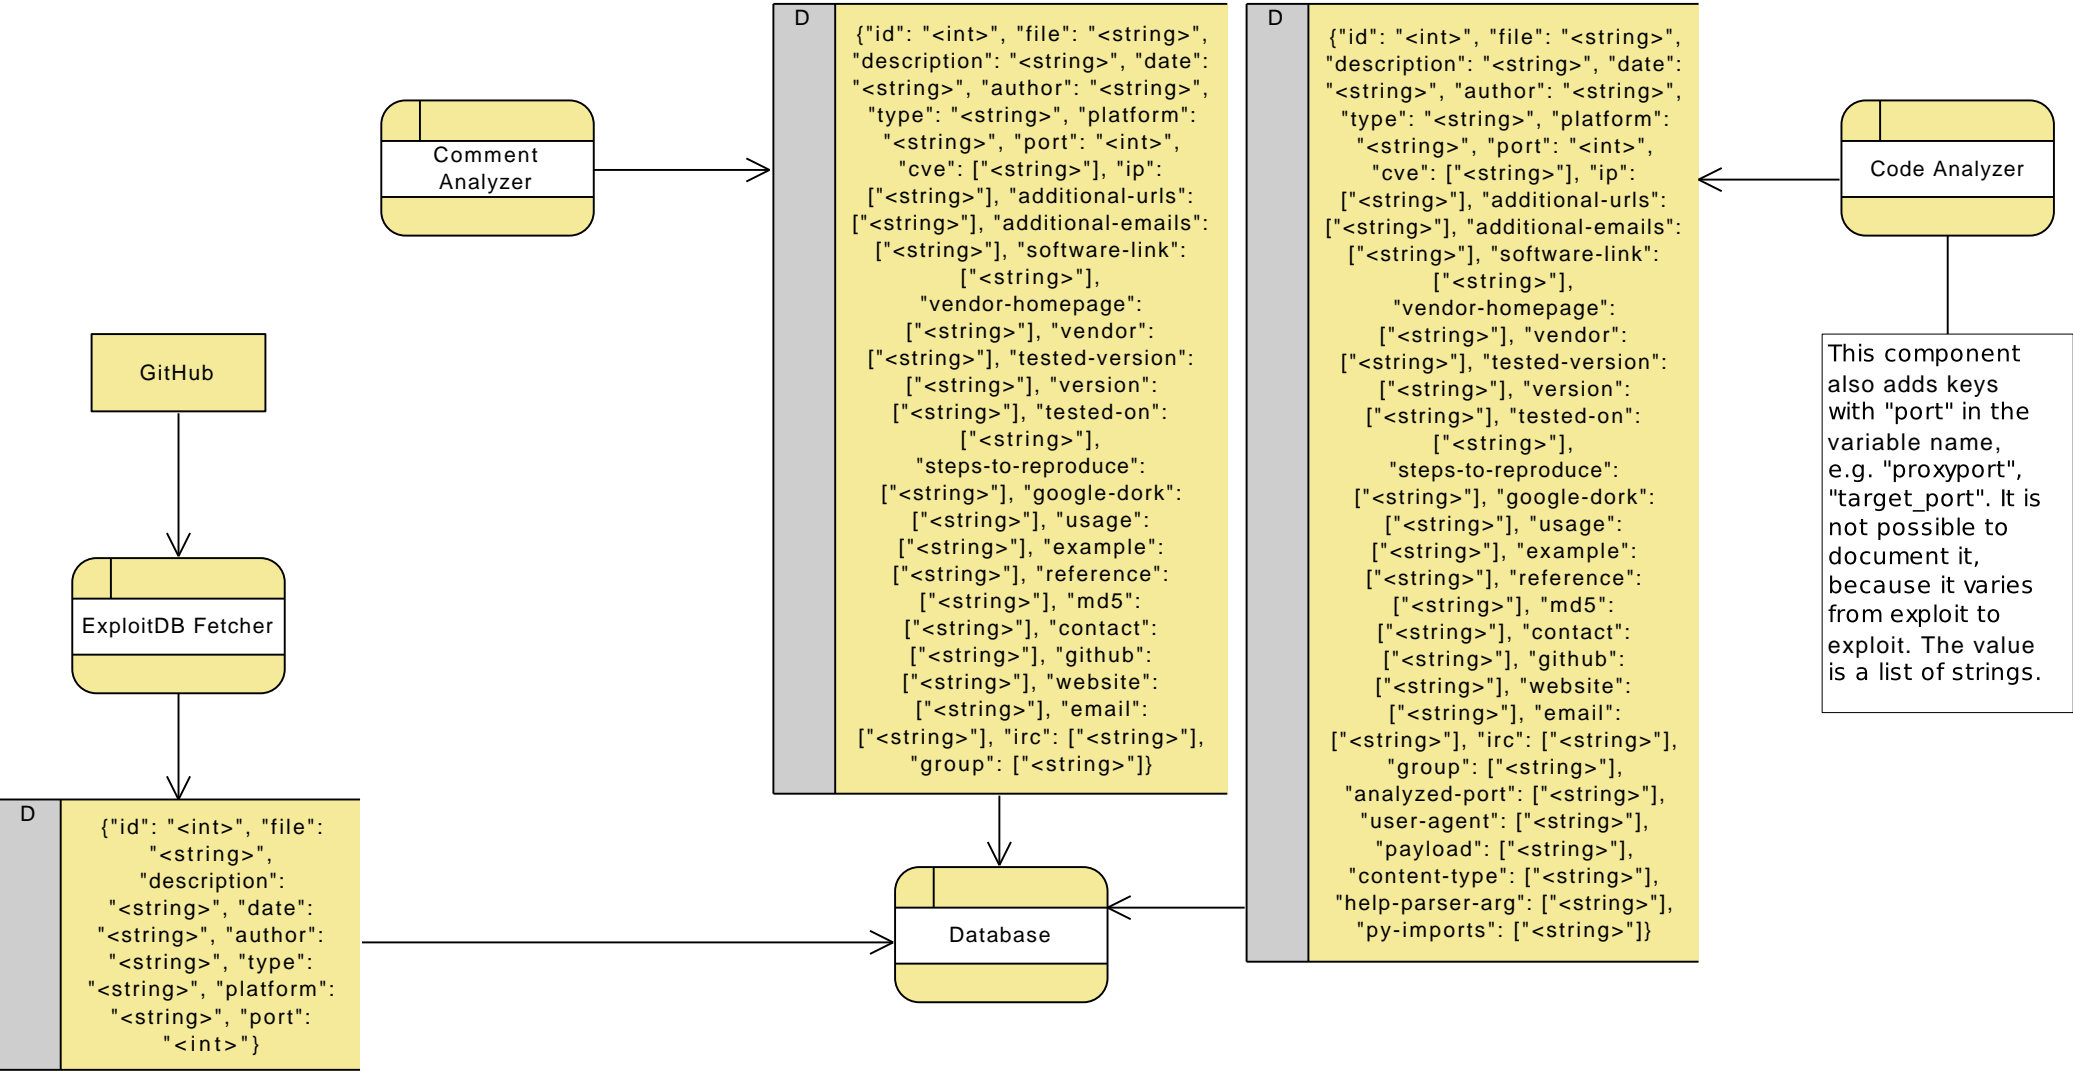 GitHub
ExploitDB Fetcher
D
{"id": "<int>", "file":
"<string>",
"description":
"<string>", "date":
"<string>", "author":
"<string>", "type":
"<string>", "platform":
"<string>", "port":
"<int>"}
Comment
Analyzer
D
{"id": "<int>", "file": "<string>",
"description": "<string>", "date":
"<string>", "author": "<string>",
"type": "<string>", "platform":
"<string>", "port": "<int>",
"cve": ["<string>"], "ip":
["<string>"], "additional-urls":
["<string>"], "additional-emails":
["<string>"], "software-link":
["<string>"],
"vendor-homepage":
["<string>"], "vendor":
["<string>"], "tested-version":
["<string>"], "version":
["<string>"], "tested-on":
["<string>"],
"steps-to-reproduce":
["<string>"], "google-dork":
["<string>"], "usage":
["<string>"], "example":
["<string>"], "reference":
["<string>"], "md5":
["<string>"], "contact":
["<string>"], "github":
["<string>"], "website":
["<string>"], "email":
["<string>"], "irc": ["<string>"],
"group": ["<string>"]}
Database
D
{"id": "<int>", "file": "<string>",
"description": "<string>", "date":
"<string>", "author": "<string>",
"type": "<string>", "platform":
"<string>", "port": "<int>",
"cve": ["<string>"], "ip":
["<string>"], "additional-urls":
["<string>"], "additional-emails":
["<string>"], "software-link":
["<string>"],
"vendor-homepage":
["<string>"], "vendor":
["<string>"], "tested-version":
["<string>"], "version":
["<string>"], "tested-on":
["<string>"],
"steps-to-reproduce":
["<string>"], "google-dork":
["<string>"], "usage":
["<string>"], "example":
["<string>"], "reference":
["<string>"], "md5":
["<string>"], "contact":
["<string>"], "github":
["<string>"], "website":
["<string>"], "email":
["<string>"], "irc": ["<string>"],
"group": ["<string>"],
"analyzed-port": ["<string>"],
"user-agent": ["<string>"],
"payload": ["<string>"],
"content-type": ["<string>"],
"help-parser-arg": ["<string>"],
"py-imports": ["<string>"]}
Code Analyzer
This component
also adds keys
with "port" in the
variable name,
e.g. "proxyport",
"target_port". It is
not possible to
document it,
because it varies
from exploit to
exploit. The value
is a list of strings.